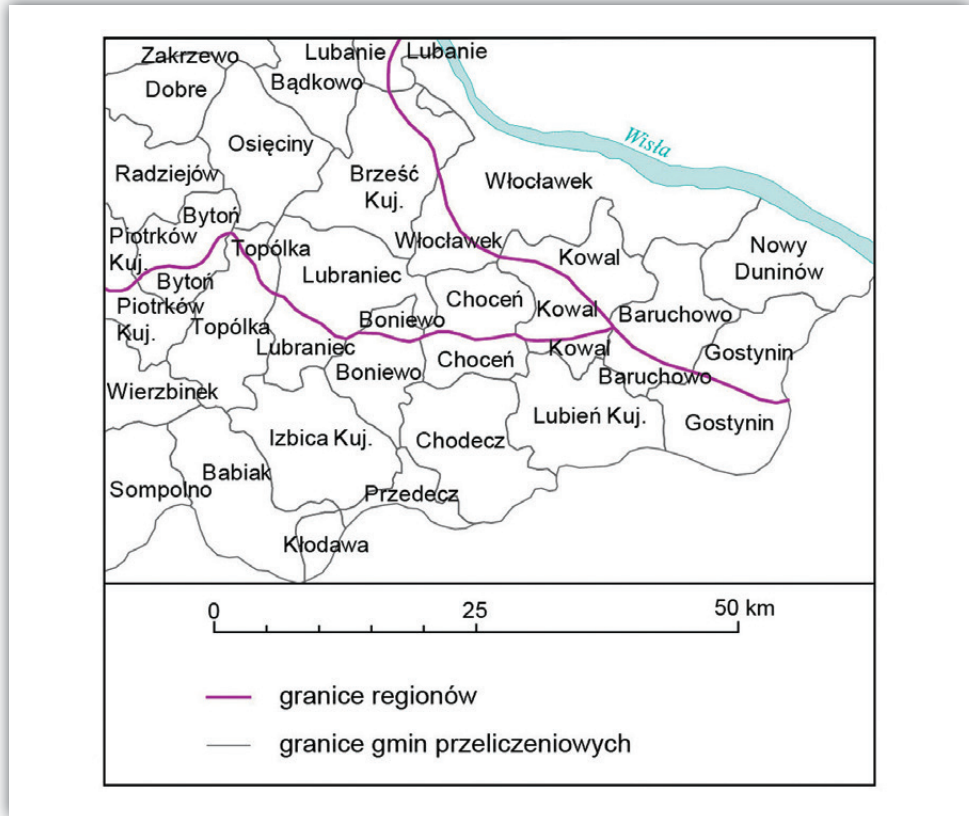 Zakrzewo
Lubanie
Lubanie
Dobre
Bądkowo
Osięciny
Wisła
Radziejów
Brześć
Kuj.
Włocławek
Bytoń
Piotrków
Kuj.
Topólka
Włocławek
Kowal
Nowy
Duninów
Bytoń
Lubraniec
Choceń
Piotrków
Kuj.
Topólka
Boniewo
Kowal
Baruchowo
Lubraniec
Kowal
Gostynin
Boniewo
Choceń
Baruchowo
Wierzbinek
Lubień Kuj.
Gostynin
Izbica Kuj.
Chodecz
Babiak
Sompolno
Przedecz
Kłodawa
0
25
50 km
granice regionów
granice gmin przeliczeniowych